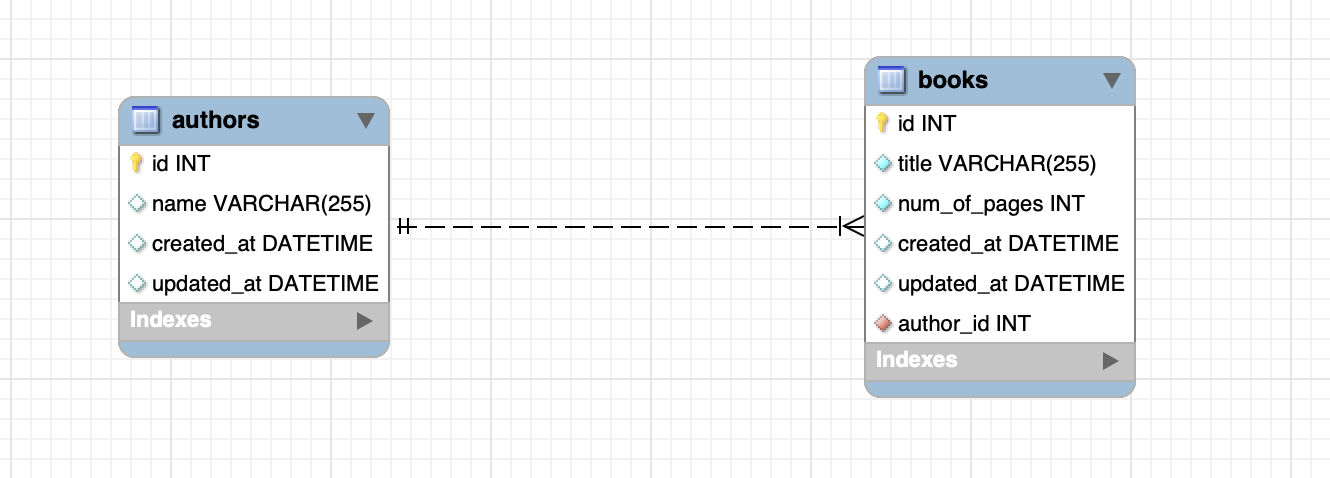 authors
id INT
name VARCHAR(255)
created_at DATETIME
updated_at DATETIME
Indexes
books
id INT
title VARCHAR(255)
num_of_pages INT
created_at DATETIME
updated_at DATETIME
author_id INT
Indexes